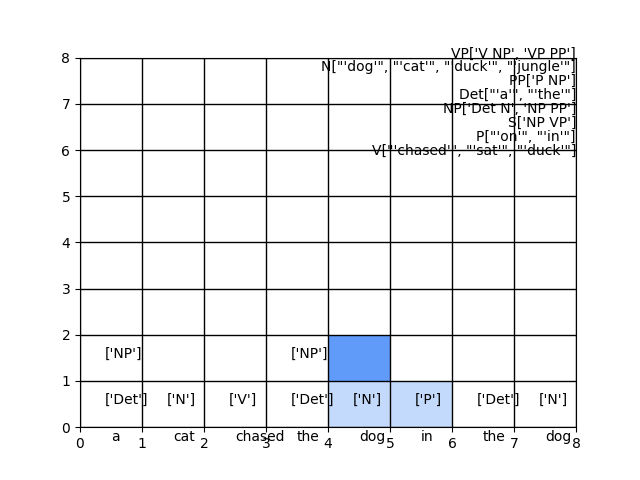 VP['V NP', 'VP PP']
N["'dog'", "'cat'", "'duck'", "'jungle'"]
PP['P NP']
Det["'a'", "'the'"]
NP['Det N', 'NP PP']
S['NP VP']
P["'on'", "'in'"]
V["'chased'", "'sat'", "'duck'"]
8
7
6
5
4
3
2
1
0
['NP'] ['NP']
['Det'] ['N'] ['V'] ['Det'] ['N'] ['P'] ['Det'] ['N']
a cat chased the dog in the dog
0 1 2 3 4 5 6 7 8